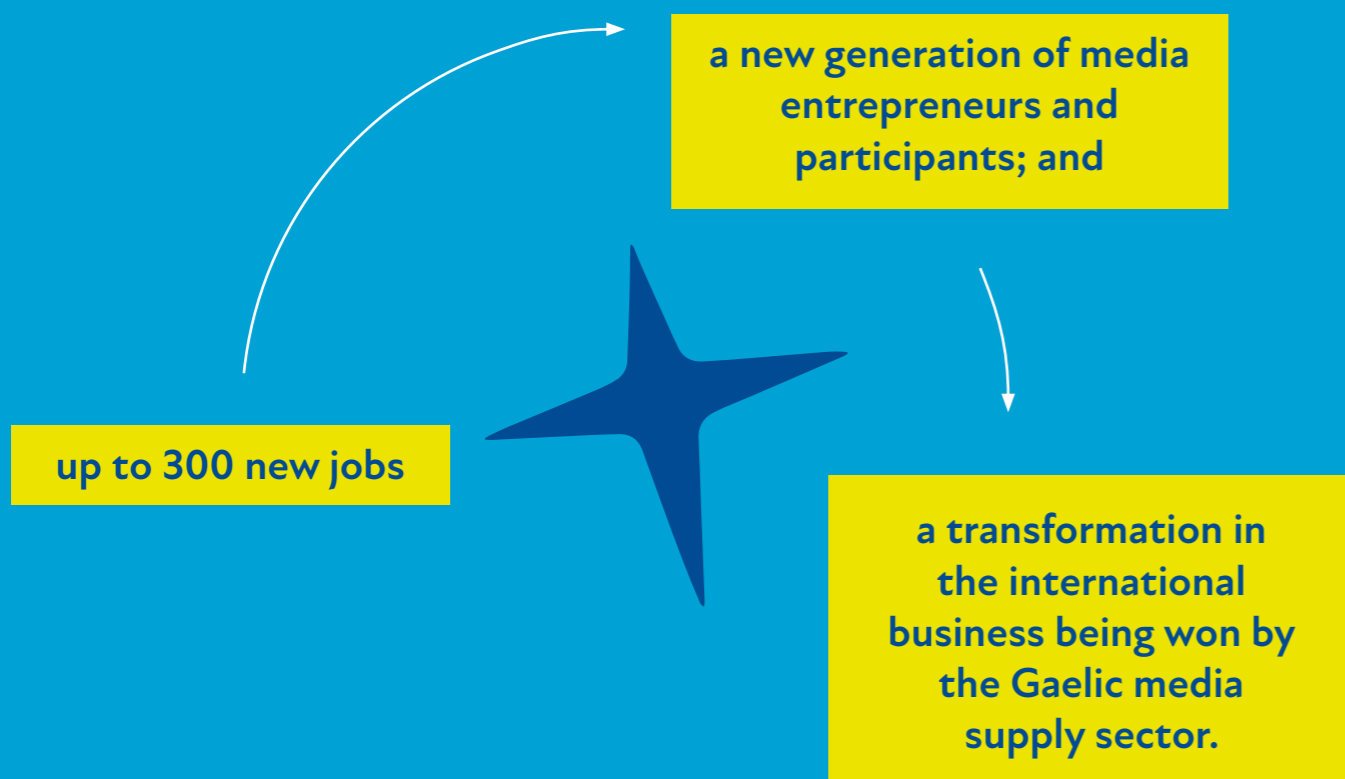 up to 300 new jobs
a new generation of media
entrepreneurs and
participants; and
a transformation in
the international
business being won by
the Gaelic media
supply sector.